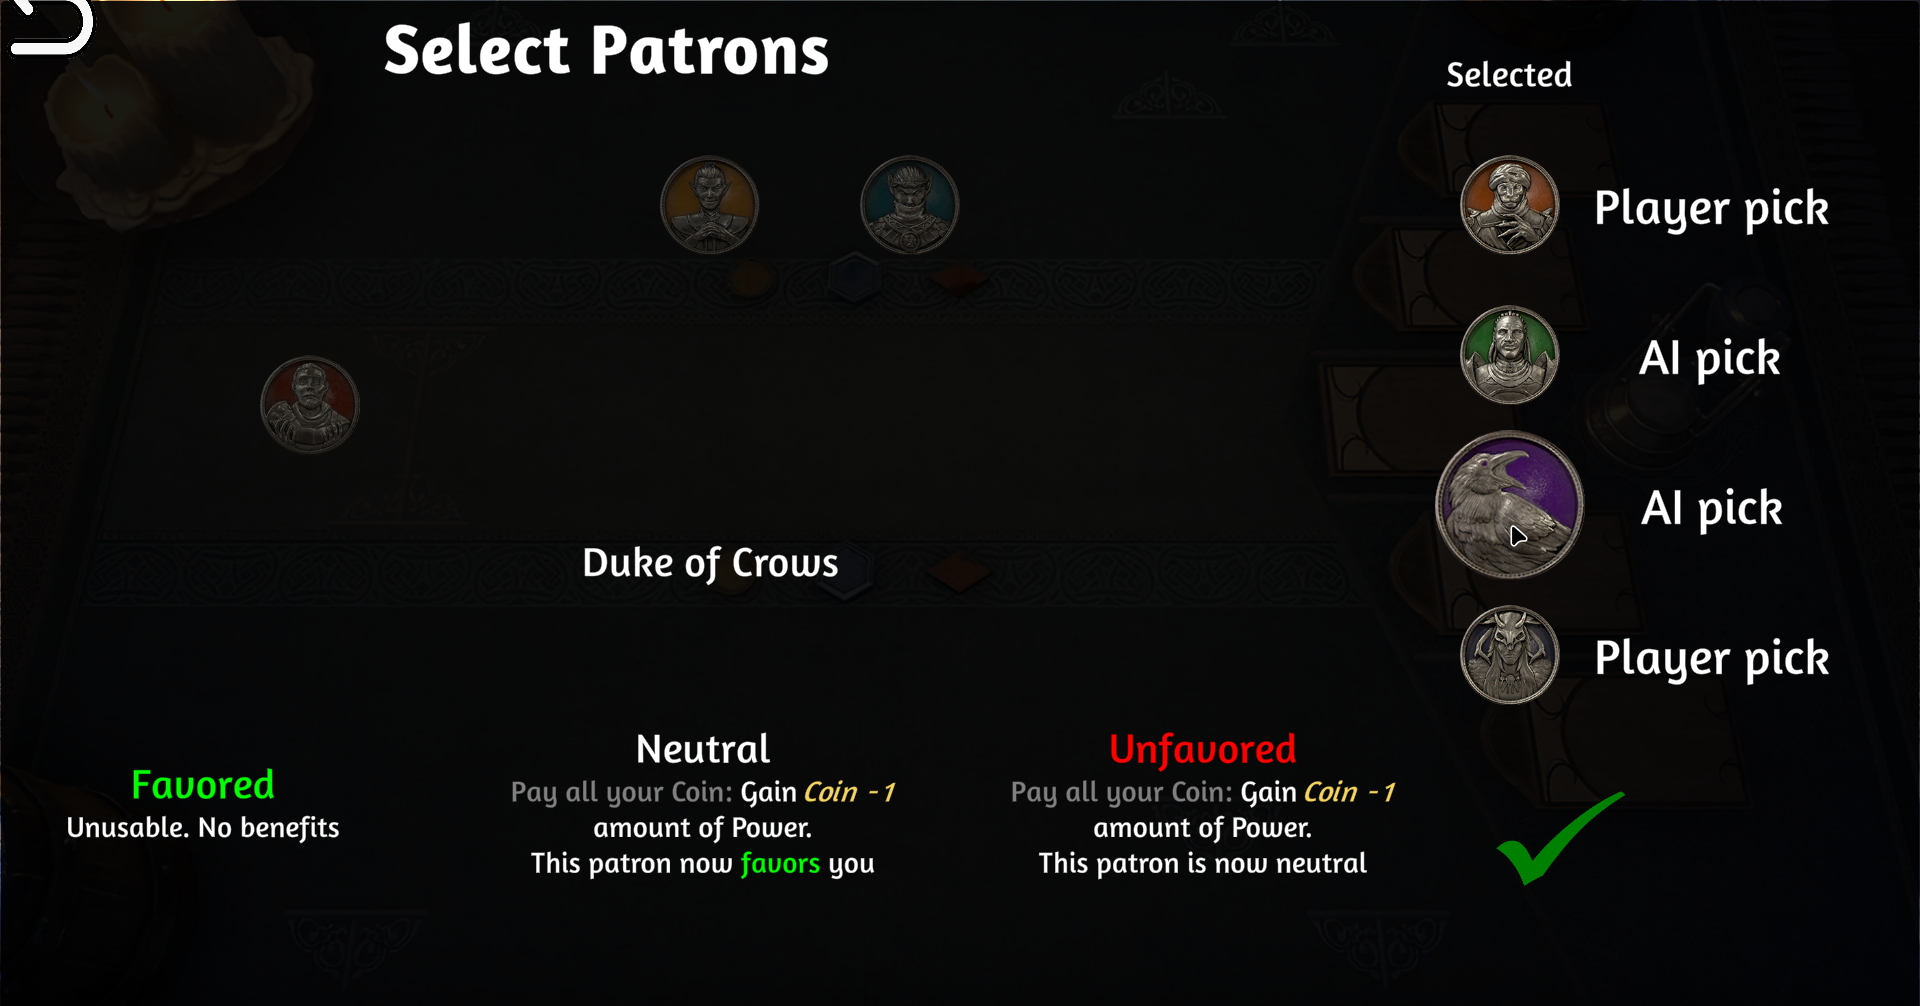 Select Patrons
Selected
Player pick
AI pick
AI pick
Player pick
Duke of Crows
Favored
Unusable. No benefits
Neutral
Pay all your Coin: Gain Coin -1
amount of Power.
This patron now favors you
Unfavored
Pay all your Coin: Gain Coin -1
amount of Power.
This patron is now neutral